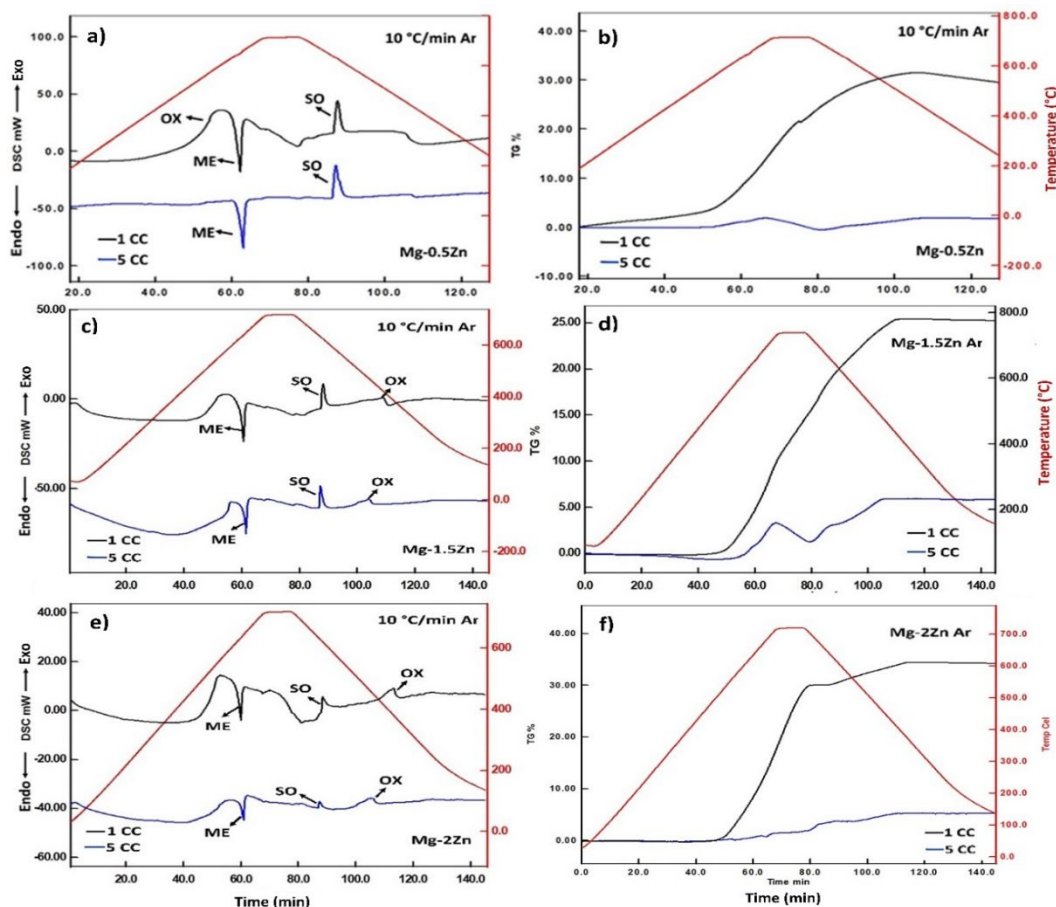 a)
10 °C/min Ar
100.0
50.0
0.0
-50.0
-100.0
Endo ← DSC mW → Exo
OX
ME
SO
SO
ME
1 CC
5 CC
Mg-0.5Zn
20.0 40.0 60.0 80.0 100.0 120.0
b)
10 °C/min Ar
40.00
30.00
20.00
10.00
0.00
-10.00
TG %
1 CC
5 CC
Mg-0.5Zn
20.0 40.0 60.0 80.0 100.0 120.0
800.0
600.0
400.0
200.0
0.0
-200.0
Temperature (°C)
c)
10 °C/min Ar
50.00
0.00
-50.00
Endo ← DSC mW → Exo
ME
SO
OX
SO
OX
ME
1 CC
5 CC
Mg-1.5Zn
20.0 40.0 60.0 80.0 100.0 120.0 140.0
600.0
400.0
200.0
0.0
-200.0
d)
Mg-1.5Zn Ar
25.00
20.00
15.00
10.00
5.00
0.00
TG %
1 CC
5 CC
0.0 20.0 40.0 60.0 80.0 100.0 120.0 140.0
800.0
600.0
400.0
200.0
0.0
Temperature (°C)
e)
10 °C/min Ar
40.00
20.00
0.00
-20.00
-40.00
-60.00
Endo ← DSC mW → Exo
ME
SO
OX
SO
OX
ME
1 CC
5 CC
Mg-2Zn
20.0 40.0 60.0 80.0 100.0 120.0 140.0
Time (min)
600
400
200
0.0
f)
Mg-2Zn Ar
40.00
30.00
20.00
10.00
0.00
TG %
1 CC
5 CC
0.0 20.0 40.0 60.0 80.0 100.0 120.0 140.0
Time min
Time (min)
700.0
600.0
500.0
400.0
300.0
200.0
100.0
0.0
Temp Cel